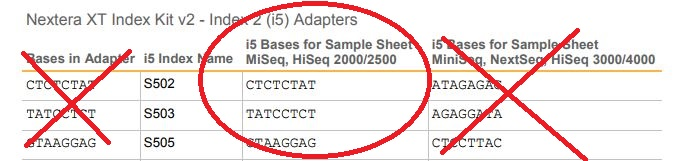 Nextera XT Index Kit v2 - Index 2 (i5) Adapters
i5 Bases for Sample Sheet i5 Bases for Sample Sheet
Bases in Adapter i5 Index Name MiSeq, HiSeq 2000/2500 MiniSeq, NextSeq, HiSeq 3000/4000
CTCTCTAT S502 CTCTCTAT ATAGAGAG
TATCCTCT S503 TATCCTCT AGAGGATA
GTAAGGAG S505 GTAAGGAG CTCCTTAC